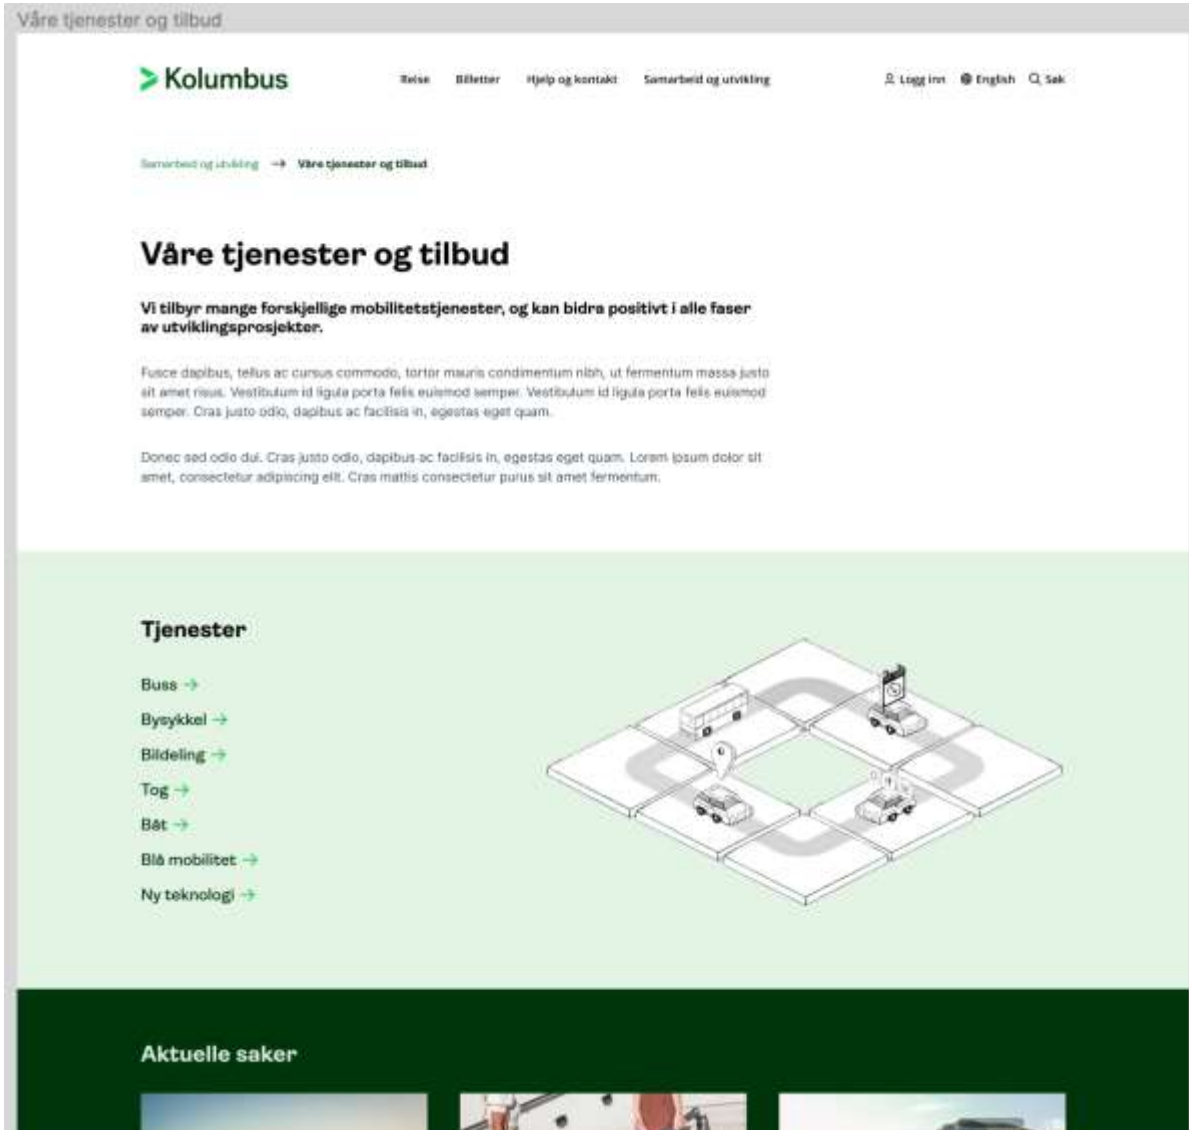 Våre tjenester og tilbud
Kolumbus
Reise Billetter Hjelp og kontakt Samarbeid og utvikling Logg inn English Søk
Samarbeid og utvikling → Våre tjenester og tilbud
Våre tjenester og tilbud
Vi tilbyr mange forskjellige mobilitetstjenester, og kan bidra positivt i alle faser
av utviklingsprosjekter.
Fusce dapibus, tellus ac cursus commodo, tortor mauris condimentum nibh, ut fermentum massa justo
sit amet risus. Vestibulum id ligula porta felis euismod semper. Vestibulum id ligula porta felis euismod
semper. Cras justo odio, dapibus ac facilisis in, egestas eget quam.
Donec sed odio dui. Cras justo odio, dapibus ac facilisis in, egestas eget quam. Lorem ipsum dolor sit
amet, consectetur adipiscing elit. Cras mattis consectetur purus sit amet fermentum.
Tjenester
Buss →
Bysykkel →
Bildeling →
Tog →
Båt →
Blå mobilitet →
Ny teknologi →
Aktuelle saker